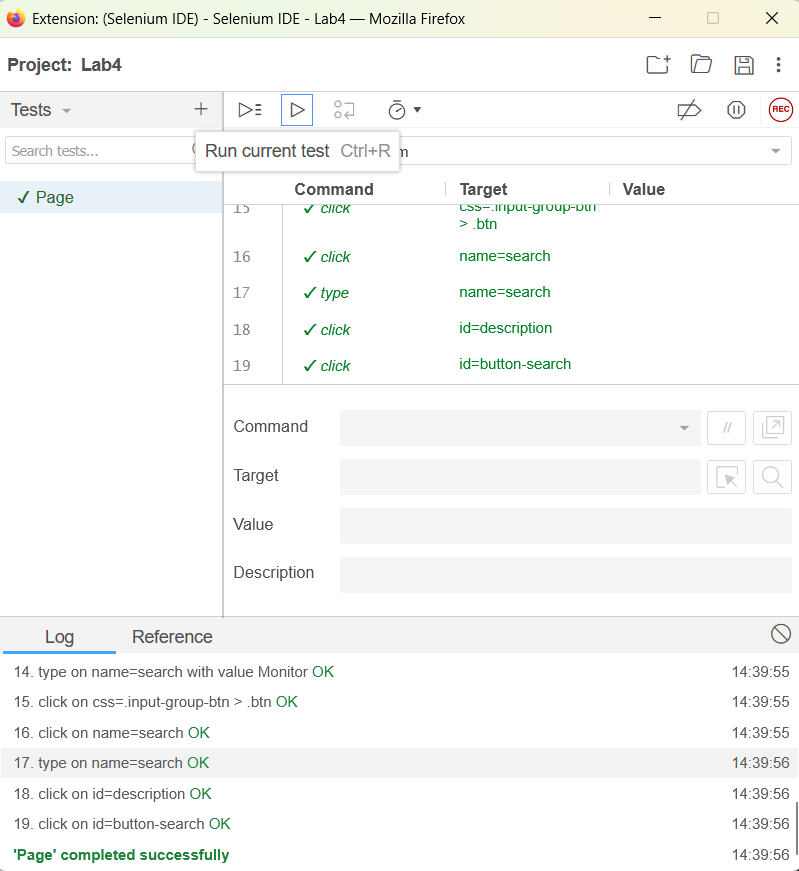 Extension: (Selenium IDE) - Selenium IDE - Lab4 — Mozilla Firefox
Project: Lab4
Tests
REC
Search tests...
Run current test Ctrl+R
m
Page
Command Target Value
15 click css=.input-group-btn
> .btn
16 click name=search
17 type name=search
18 click id=description
19 click id=button-search
Command
//
Target
Value
Description
Log Reference
14. type on name=search with value Monitor OK 14:39:55
15. click on css=.input-group-btn > .btn OK 14:39:55
16. click on name=search OK 14:39:55
17. type on name=search OK 14:39:56
18. click on id=description OK 14:39:56
19. click on id=button-search OK 14:39:56
'Page' completed successfully 14:39:56